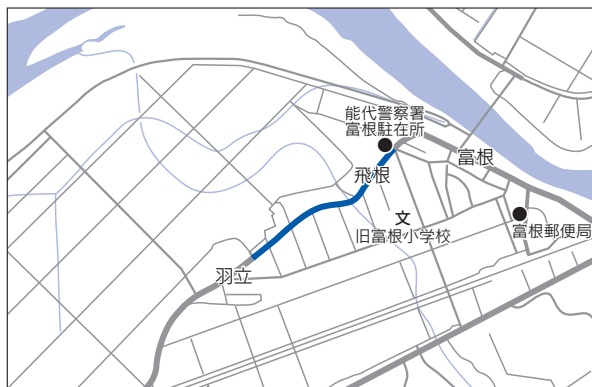 能代警察署
富根駐在所
富根
飛根
文
旧富根小学校
富根郵便局
羽立